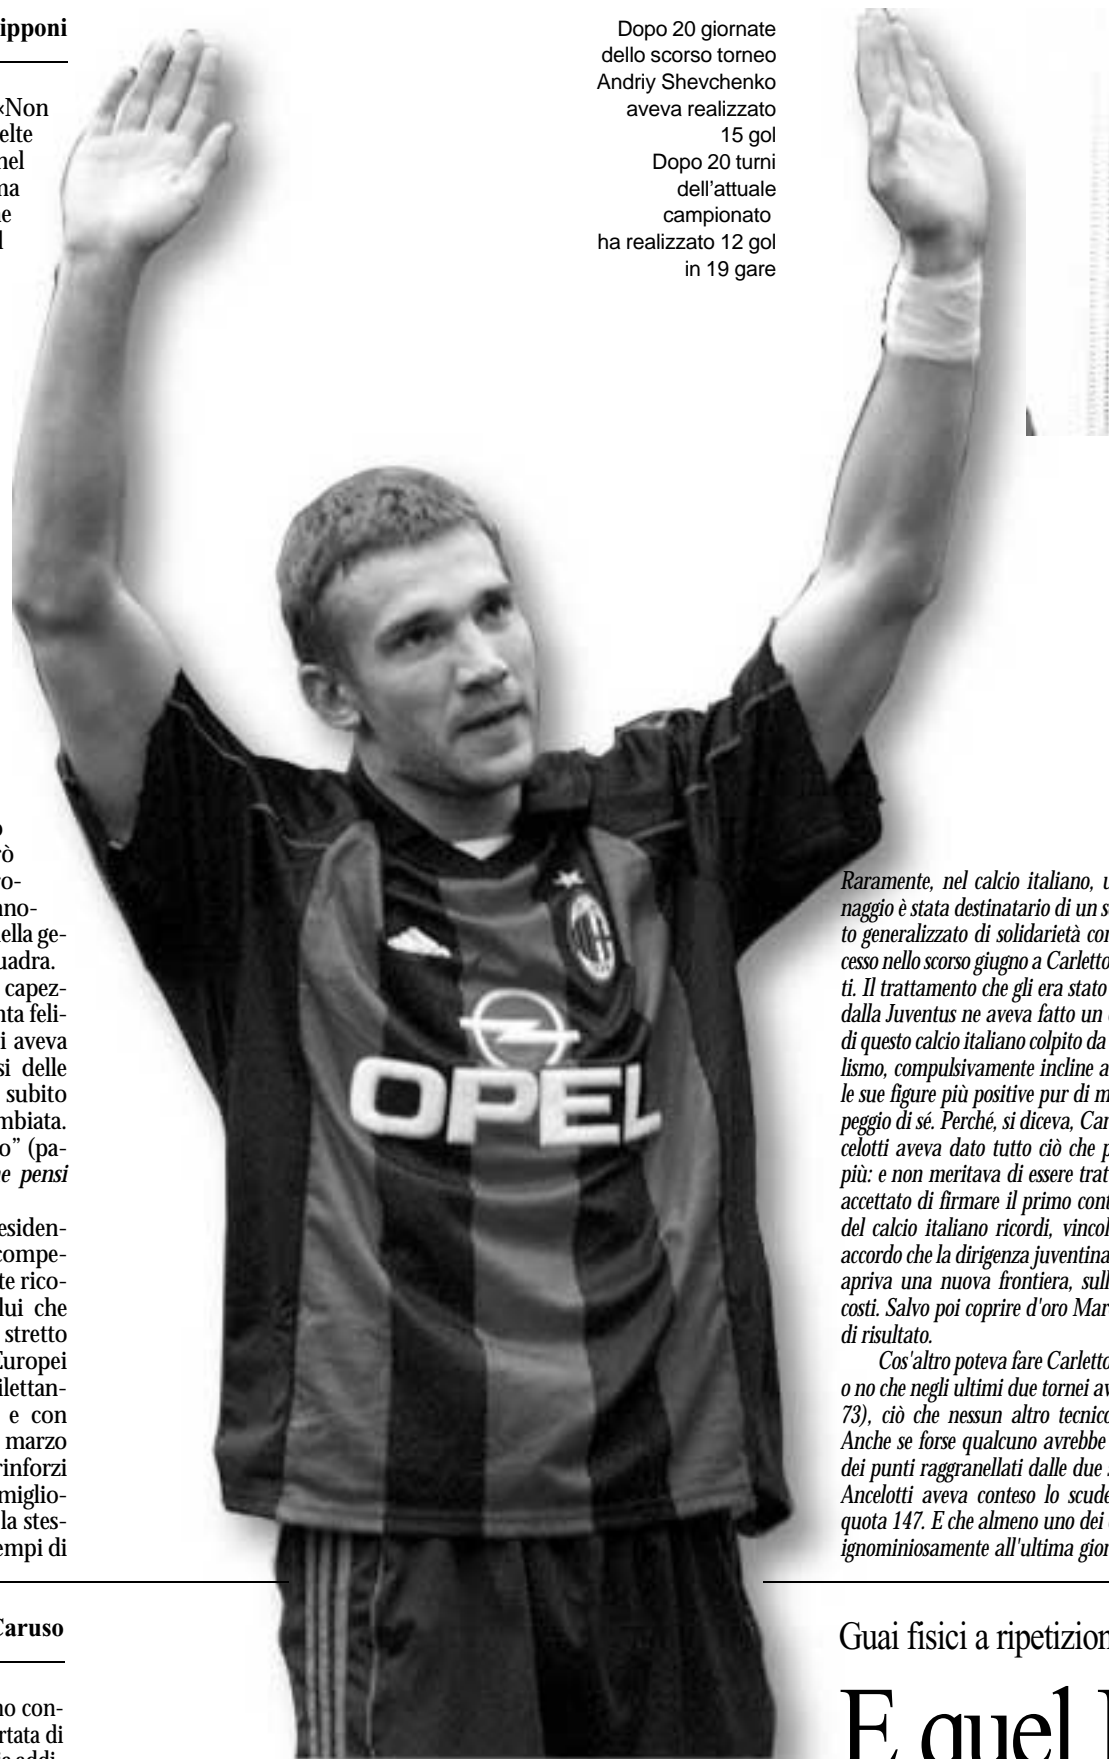 ipponi
«Non
elte
nel
na
e
l
o
rò
ro-
nno-
ella ge-
uadra.
capez-
nta feli-
i aveva
si delle
subito
mbiata.
o” (pa-
e pensi
esiden-
compe-
te rico-
lui che
stretto
Europei
ilettan-
e con
marzo
rinforzi
miglio-
la stes-
empi di
Caruso
no con-
rtata di
Dopo 20 giornate
dello scorso torneo
Andriy Shevchenko
aveva realizzato
15 gol
Dopo 20 turni
dell’attuale
campionato
ha realizzato 12 gol
in 19 gare
OPEL
Raramente, nel calcio italiano, u
naggio è stata destinatario di un s
to generalizzato di solidarietà con
cesso nello scorso giugno a Carletto
ti. Il trattamento che gli era stato
dalla Juventus ne aveva fatto un
di questo calcio italiano colpito da
lismo, compulsivamente incline a
le sue figure più positive pur di m
peggio di sé. Perché, si diceva, Car
celotti aveva dato tutto ciò che p
più: e non meritava di essere trat
accettato di firmare il primo cont
del calcio italiano ricordi, vincol
accordo che la dirigenza juventina
apriva una nuova frontiera, sull
costi. Salvo poi coprire d'oro Mar
di risultato.
Cos'altro poteva fare Carletto
o no che negli ultimi due tornei av
73), ciò che nessun altro tecnico
Anche se forse qualcuno avrebbe
dei punti raggranellati dalle due
Ancelotti aveva conteso lo scude
quota 147. E che almeno uno dei
ignominiosamente all'ultima gior
Guai fisici a ripetizion
E quel